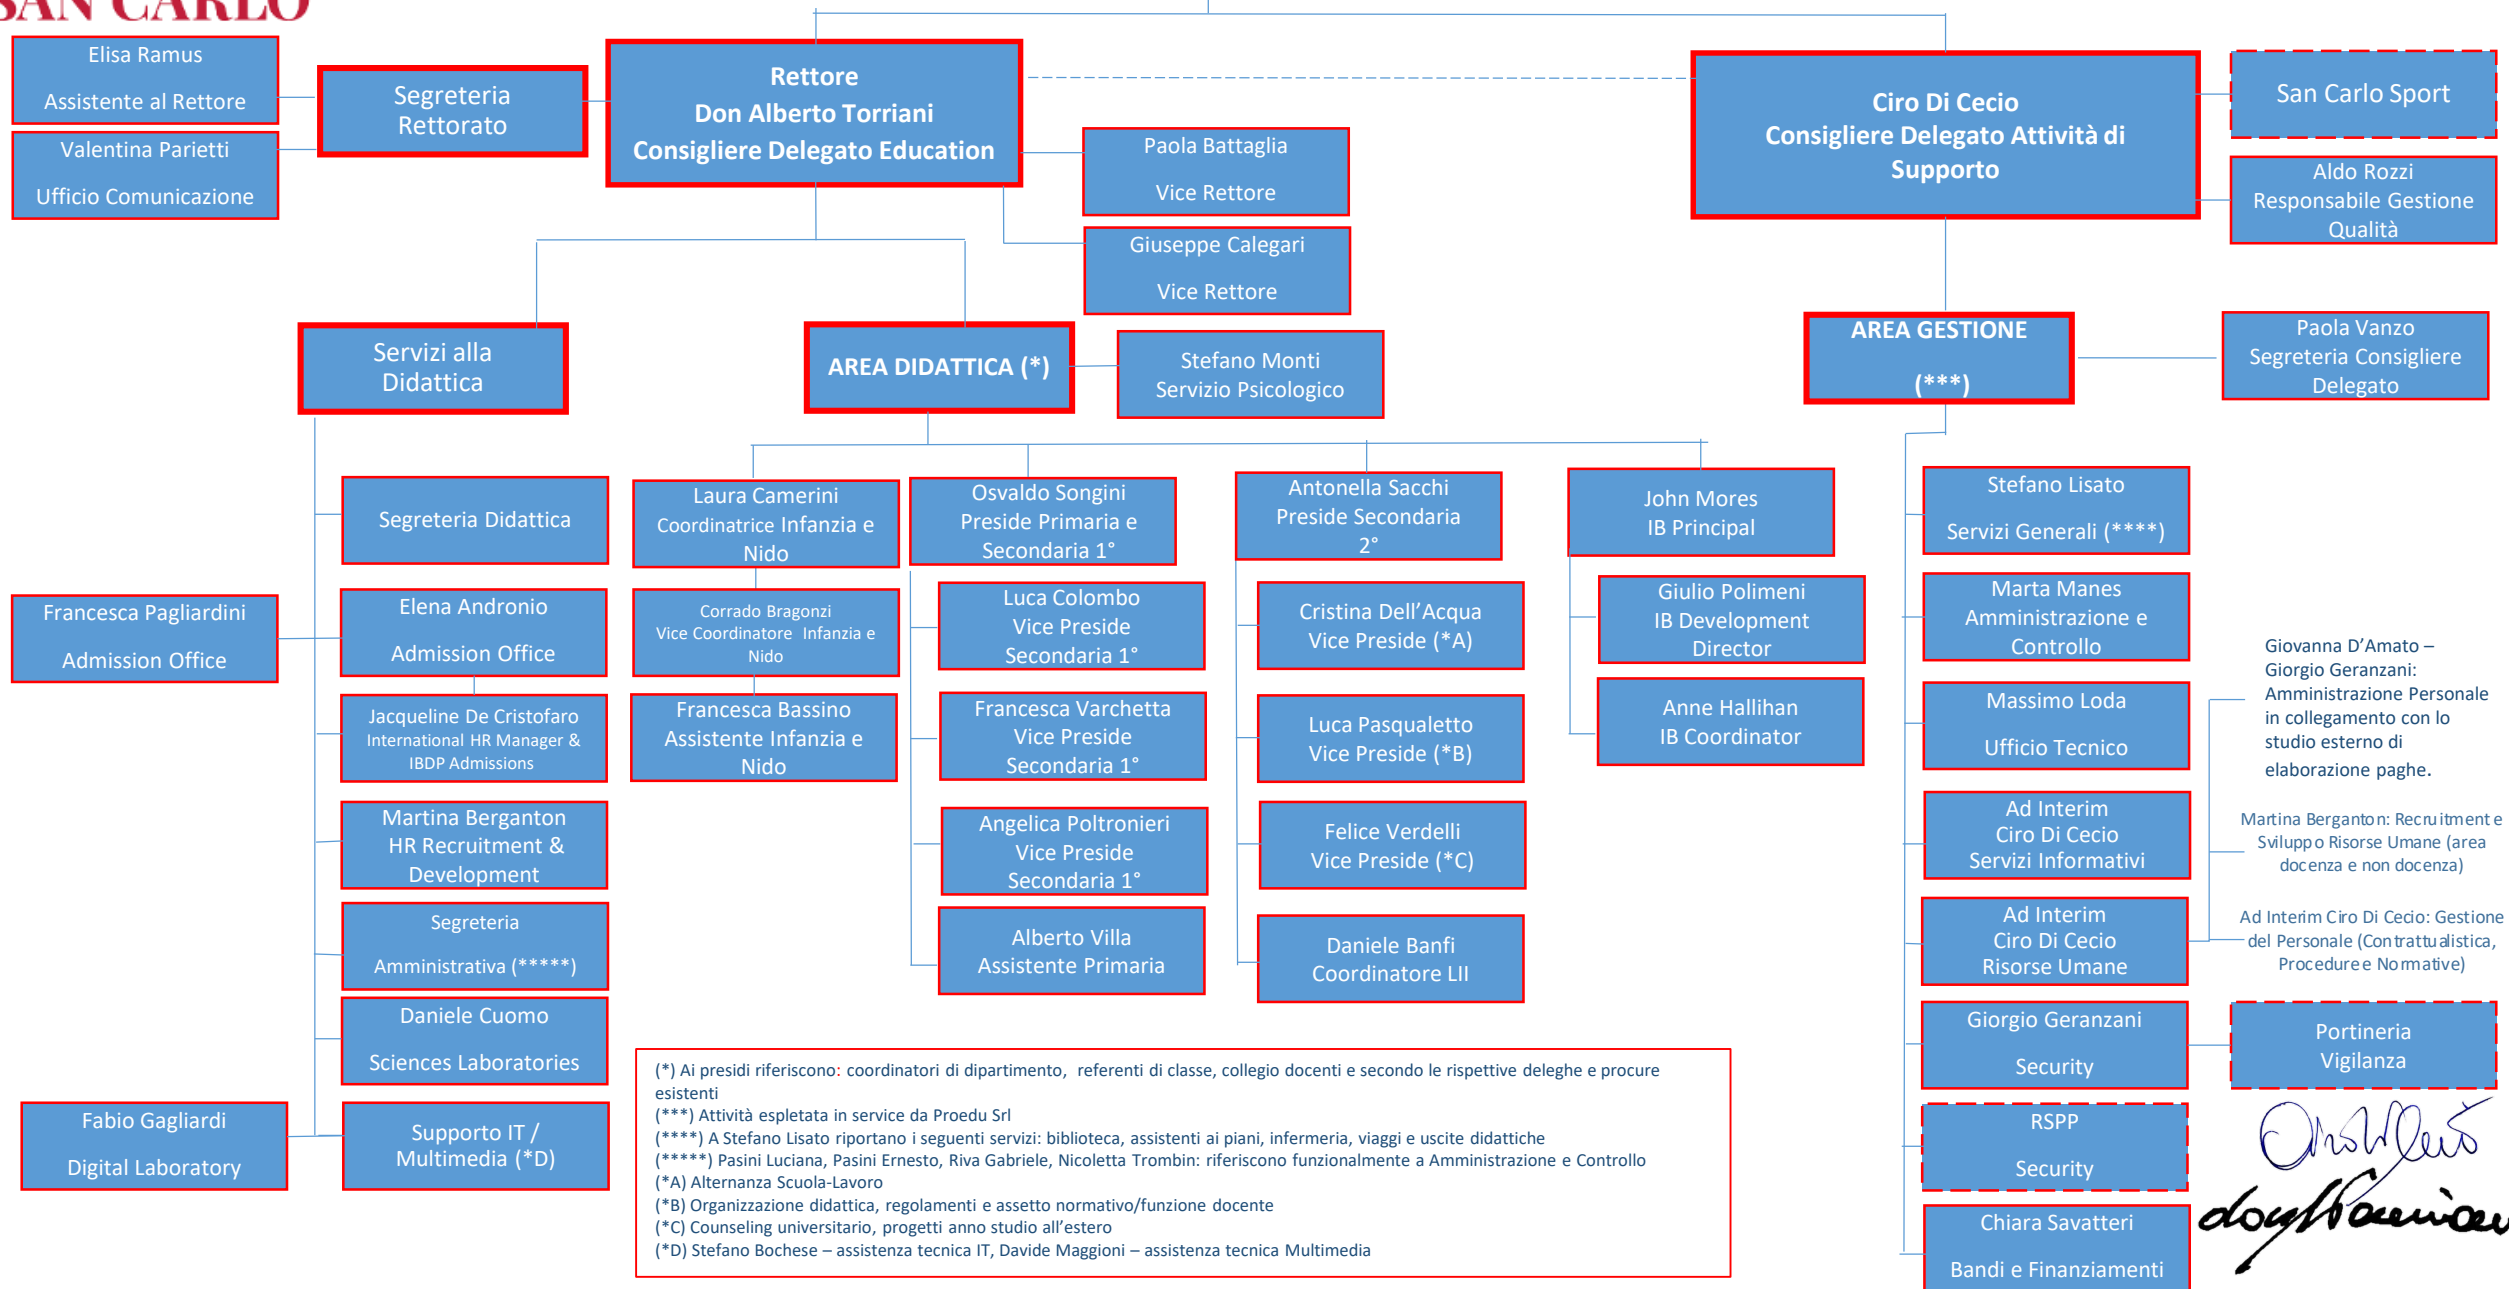 SAN CARLO
Elisa Ramus
Assistente al Rettore
Valentina Parietti
Ufficio Comunicazione
Segreteria
Rettorato
Rettore
Don Alberto Torriani
Consigliere Delegato Education
Paola Battaglia
Vice Rettore
Giuseppe Calegari
Vice Rettore
Ciro Di Cecio
Consigliere Delegato Attività di
Supporto
San Carlo Sport
Aldo Rozzi
Responsabile Gestione
Qualità
Servizi alla
Didattica
AREA DIDATTICA (*)
Stefano Monti
Servizio Psicologico
AREA GESTIONE
(***)
Paola Vanzo
Segreteria Consigliere
Delegato
Segreteria Didattica
Francesca Pagliardini
Admission Office
Elena Andronio
Admission Office
Jacqueline De Cristofaro
International HR Manager &
IBDP Admissions
Martina Berganton
HR Recruitment &
Development
Segreteria
Amministrativa (*****)
Daniele Cuomo
Sciences Laboratories
Fabio Gagliardi
Digital Laboratory
Supporto IT /
Multimedia (*D)
Laura Camerini
Coordinatrice Infanzia e
Nido
Corrado Bragonzi
Vice Coordinatore Infanzia e
Nido
Francesca Bassino
Assistente Infanzia e
Nido
Osvaldo Songini
Preside Primaria e
Secondaria 1°
Luca Colombo
Vice Preside
Secondaria 1°
Francesca Varchetta
Vice Preside
Secondaria 1°
Angelica Poltronieri
Vice Preside
Secondaria 1°
Alberto Villa
Assistente Primaria
Antonella Sacchi
Preside Secondaria
2°
Cristina Dell’Acqua
Vice Preside (*A)
Luca Pasqualetto
Vice Preside (*B)
Felice Verdelli
Vice Preside (*C)
Daniele Banfi
Coordinatore LII
John Mores
IB Principal
Giulio Polimeni
IB Development
Director
Anne Hallihan
IB Coordinator
Stefano Lisato
Servizi Generali (****)
Marta Manes
Amministrazione e
Controllo
Massimo Loda
Ufficio Tecnico
Ad Interim
Ciro Di Cecio
Servizi Informativi
Ad Interim
Ciro Di Cecio
Risorse Umane
Giorgio Geranzani
Security
RSPP
Security
Chiara Savatteri
Bandi e Finanziamenti
Giovanna D’Amato –
Giorgio Geranzani:
Amministrazione Personale
in collegamento con lo
studio esterno di
elaborazione paghe.
Martina Berganton: Recruitment e
Sviluppo Risorse Umane (area
docenza e non docenza)
Ad Interim Ciro Di Cecio: Gestione
del Personale (Contrattualistica,
Procedure e Normative)
Portineria
Vigilanza
(*) Ai presidi riferiscono: coordinatori di dipartimento, referenti di classe, collegio docenti e secondo le rispettive deleghe e procure
esistenti
(***) Attività espletata in service da Proedu Srl
(****) A Stefano Lisato riportano i seguenti servizi: biblioteca, assistenti ai piani, infermeria, viaggi e uscite didattiche
(*****) Pasini Luciana, Pasini Ernesto, Riva Gabriele, Nicoletta Trombin: riferiscono funzionalmente a Amministrazione e Controllo
(*A) Alternanza Scuola-Lavoro
(*B) Organizzazione didattica, regolamenti e assetto normativo/funzione docente
(*C) Counseling universitario, progetti anno studio all’estero
(*D) Stefano Bochese – assistenza tecnica IT, Davide Maggioni – assistenza tecnica Multimedia